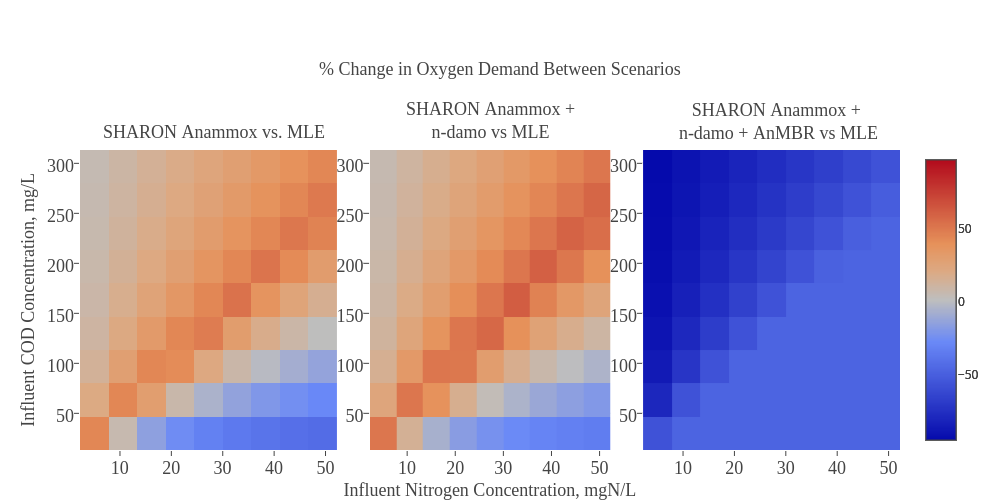 % Change in Oxygen Demand Between Scenarios
SHARON Anammox vs. MLE
SHARON Anammox +
n-damo vs MLE
SHARON Anammox +
n-damo + AnMBR vs MLE
Influent COD Concentration, mg/L
300
250
200
150
100
50
300
250
200
150
100
50
300
250
200
150
100
50
50
0
−50
10 20 30 40 50
10 20 30 40 50
10 20 30 40 50
Influent Nitrogen Concentration, mgN/L